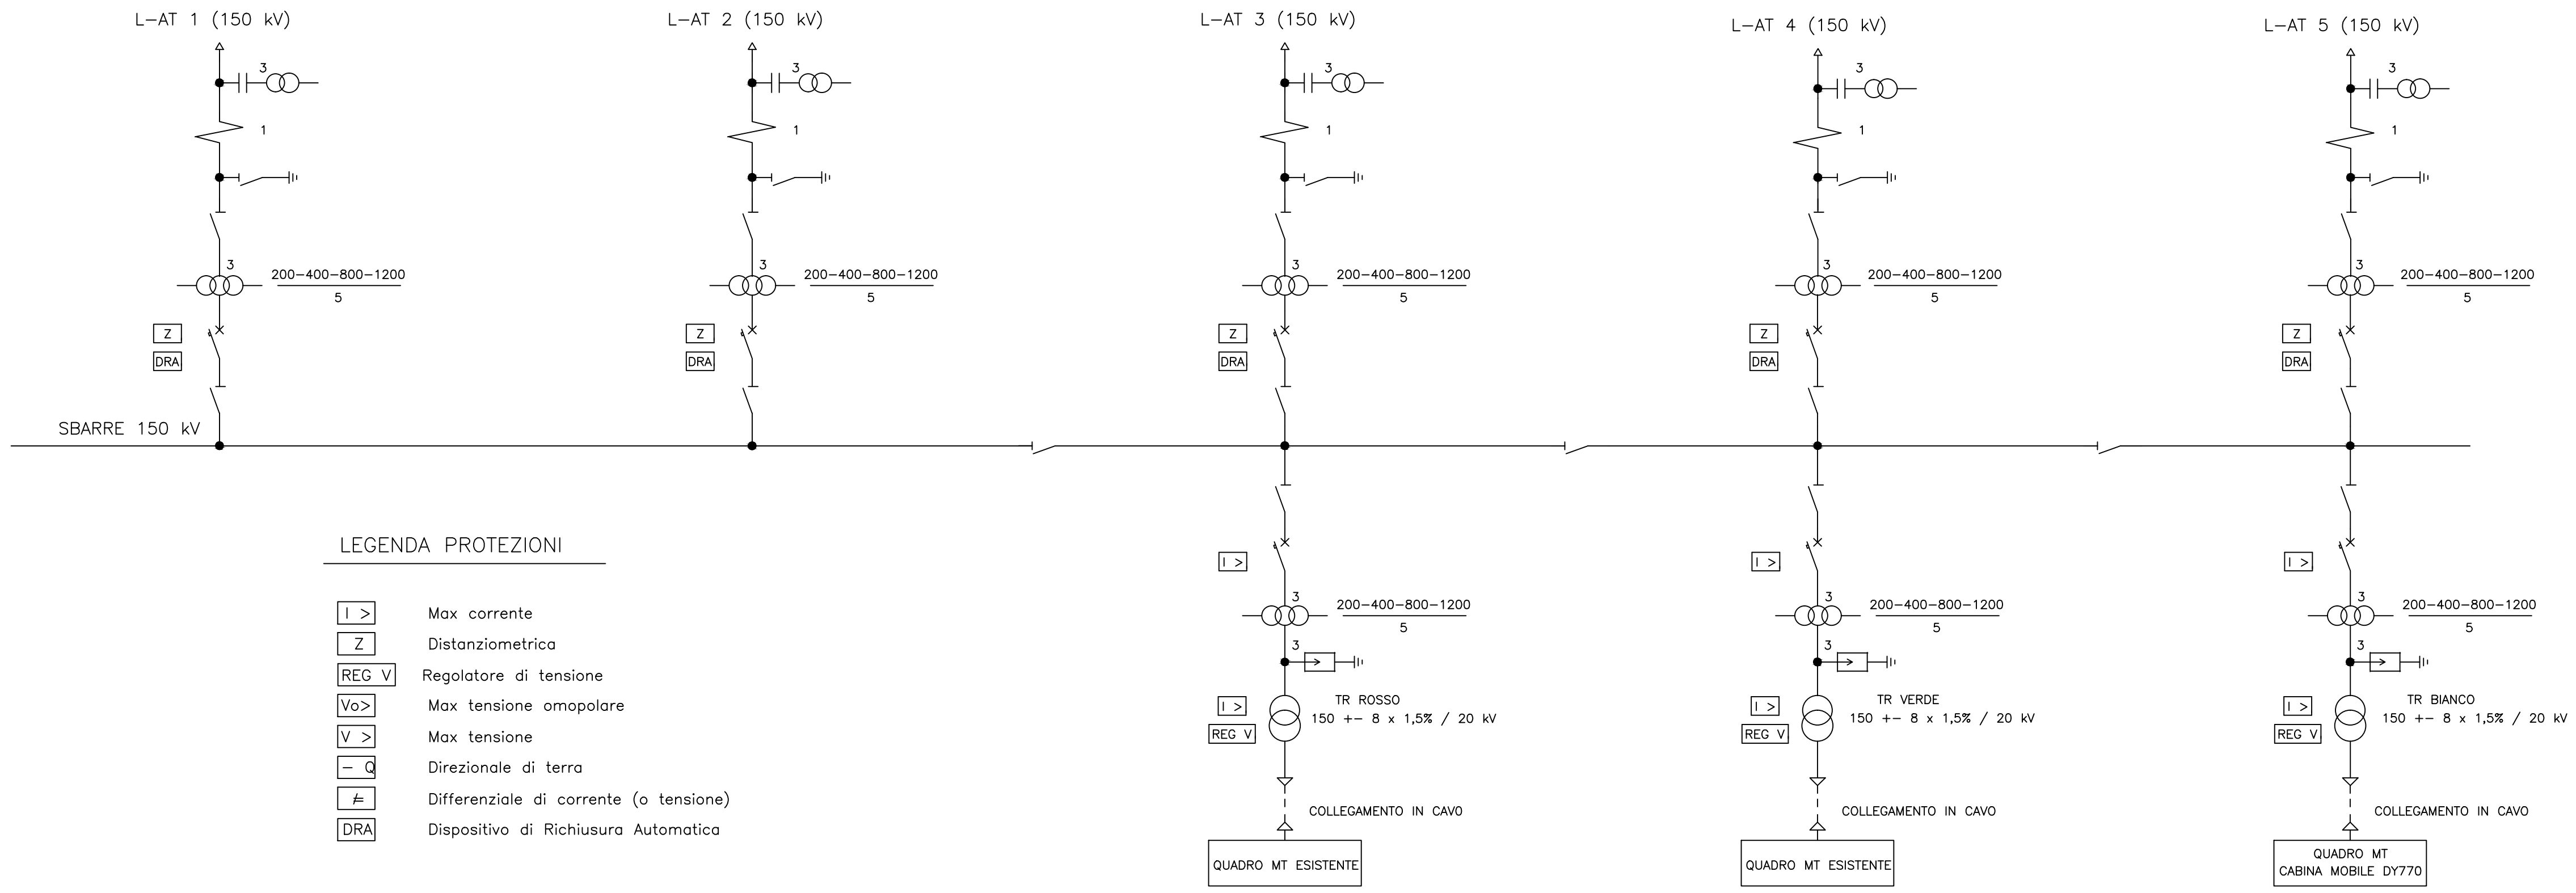 L-AT 1 (150 kV)
L-AT 2 (150 kV)
L-AT 3 (150 kV)
L-AT 4 (150 kV)
L-AT 5 (150 kV)
3
3
3
3
3
1
1
1
1
1
3
200-400-800-1200
5
3
200-400-800-1200
5
3
200-400-800-1200
5
3
200-400-800-1200
5
3
200-400-800-1200
5
Z
DRA
Z
DRA
Z
DRA
Z
DRA
Z
DRA
SBARRE 150 kV
LEGENDA PROTEZIONI
I > Max corrente
Z Distanziometrica
REG V Regolatore di tensione
Vo> Max tensione omopolare
V > Max tensione
- Q Direzionale di terra
≠ Differenziale di corrente (o tensione)
DRA Dispositivo di Richiusura Automatica
I >
3
200-400-800-1200
5
3
I >
REG V
TR ROSSO
150 +- 8 x 1,5% / 20 kV
COLLEGAMENTO IN CAVO
QUADRO MT ESISTENTE
I >
3
200-400-800-1200
5
3
I >
REG V
TR VERDE
150 +- 8 x 1,5% / 20 kV
COLLEGAMENTO IN CAVO
QUADRO MT ESISTENTE
I >
3
200-400-800-1200
5
3
I >
REG V
TR BIANCO
150 +- 8 x 1,5% / 20 kV
COLLEGAMENTO IN CAVO
QUADRO MT
CABINA MOBILE DY770